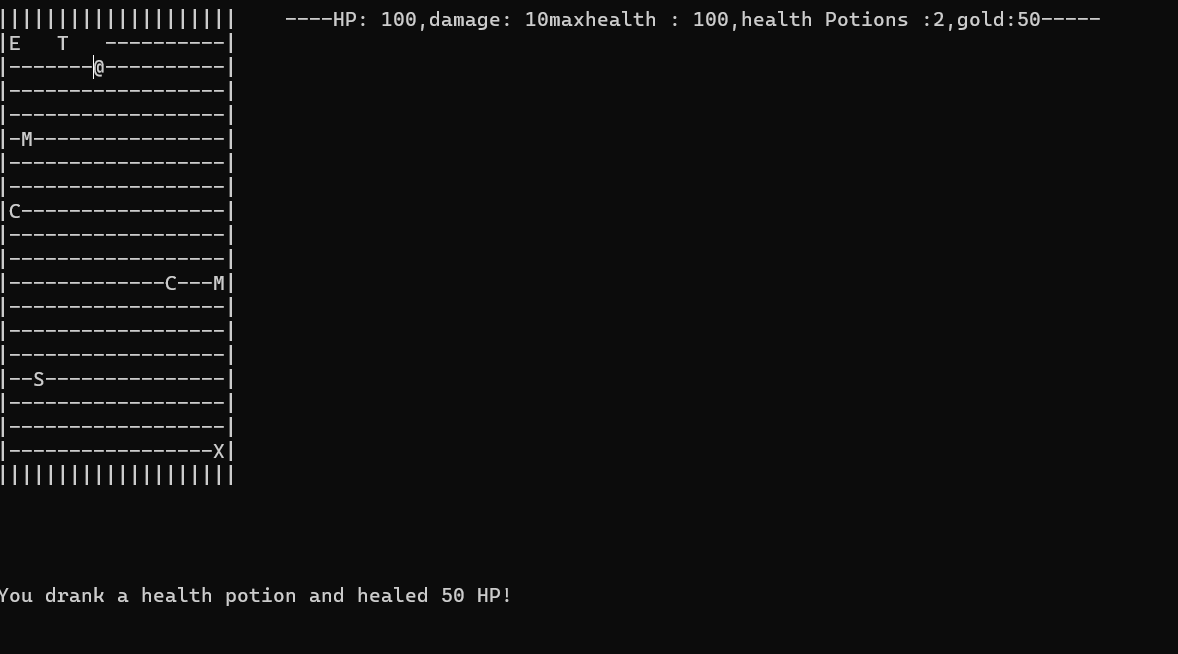 ||||||||||||||||||||    ----HP: 100,damage: 10maxhealth : 100,health Potions :2,gold:50-----
|E   T   ----------|
|-------@----------|
|------------------|
|------------------|
|-M----------------|
|------------------|
|------------------|
|C-----------------|
|------------------|
|------------------|
|-------------C---M|
|------------------|
|------------------|
|------------------|
|--S---------------|
|------------------|
|------------------|
|-----------------X|
||||||||||||||||||||
You drank a health potion and healed 50 HP!